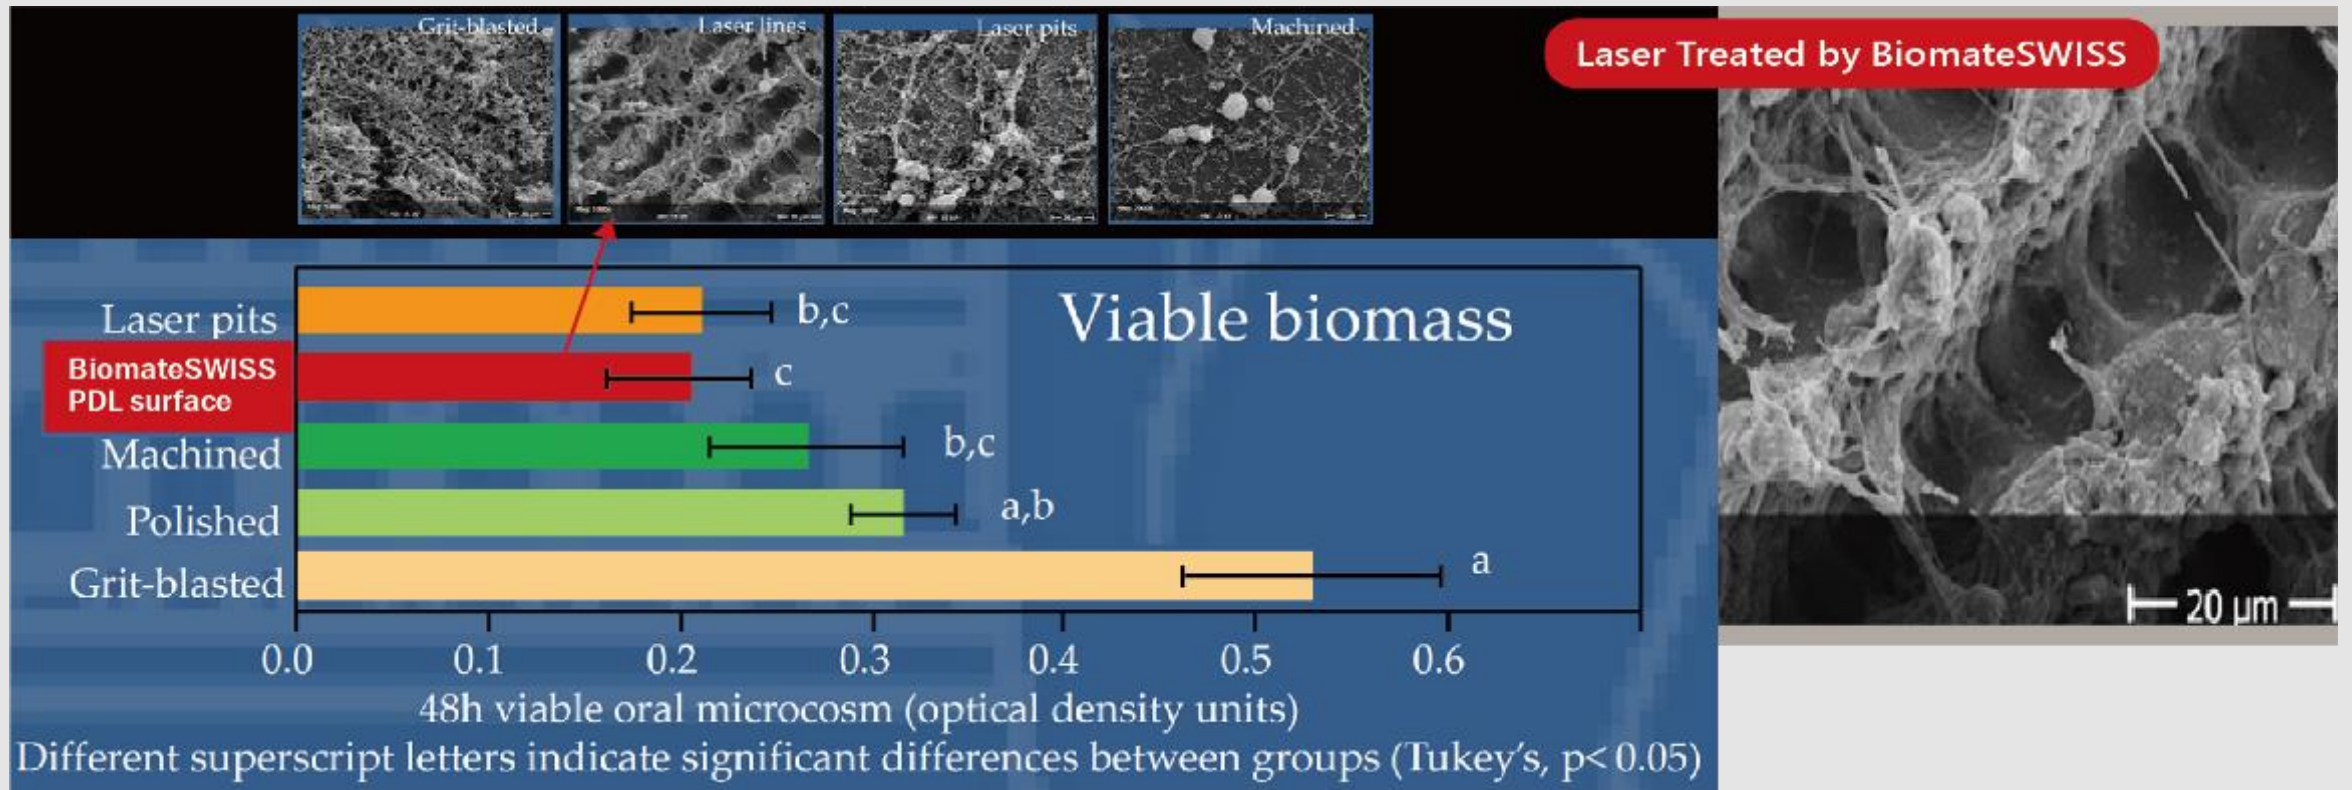 Grit-blasted
Laser lines
Laser pits
Machined
Laser Treated by BiomateSWISS
Viable biomass
Laser pits
b,c
BiomateSWISS
PDL surface
c
Machined
b,c
Polished
a,b
Grit-blasted
a
0.0 0.1 0.2 0.3 0.4 0.5 0.6
48h viable oral microcosm (optical density units)
Different superscript letters indicate significant differences between groups (Tukey's, p< 0.05)
20 µm